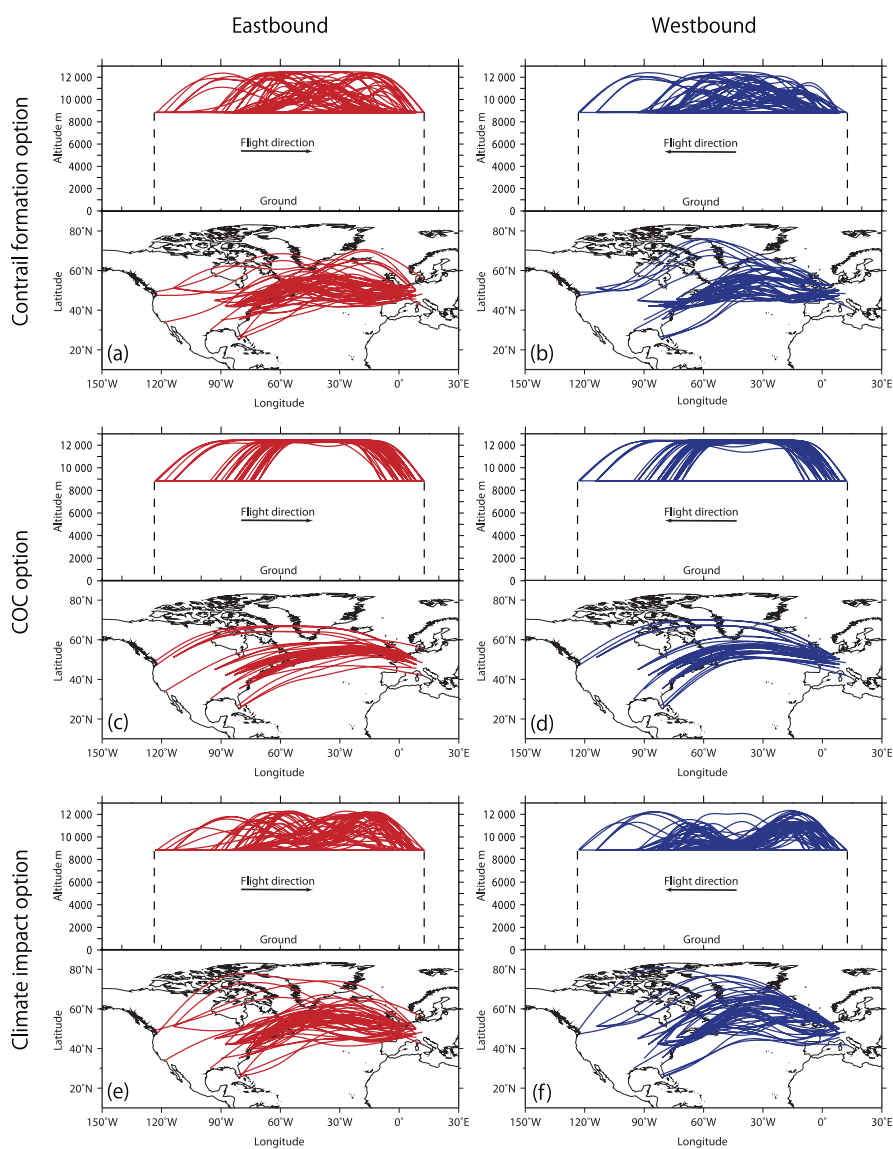 Eastbound
Westbound
Contrail formation option
12 000
10 000
8000
6000
4000
2000
0
Altitude m
Flight direction
Ground
80°N
60°N
40°N
20°N
Latitude
(a)
150°W 120°W 90°W 60°W 30°W 0° 30°E
Longitude
12 000
10 000
8000
6000
4000
2000
0
Altitude m
Flight direction
Ground
80°N
60°N
40°N
20°N
Latitude
(b)
150°W 120°W 90°W 60°W 30°W 0° 30°E
Longitude
COC option
12 000
10 000
8000
6000
4000
2000
0
Altitude m
Flight direction
Ground
80°N
60°N
40°N
20°N
Latitude
(c)
150°W 120°W 90°W 60°W 30°W 0° 30°E
Longitude
12 000
10 000
8000
6000
4000
2000
0
Altitude m
Flight direction
Ground
80°N
60°N
40°N
20°N
Latitude
(d)
150°W 120°W 90°W 60°W 30°W 0° 30°E
Longitude
Climate impact option
12 000
10 000
8000
6000
4000
2000
0
Altitude m
Flight direction
Ground
80°N
60°N
40°N
20°N
Latitude
(e)
150°W 120°W 90°W 60°W 30°W 0° 30°E
Longitude
12 000
10 000
8000
6000
4000
2000
0
Altitude m
Flight direction
Ground
80°N
60°N
40°N
20°N
Latitude
(f)
150°W 120°W 90°W 60°W 30°W 0° 30°E
Longitude